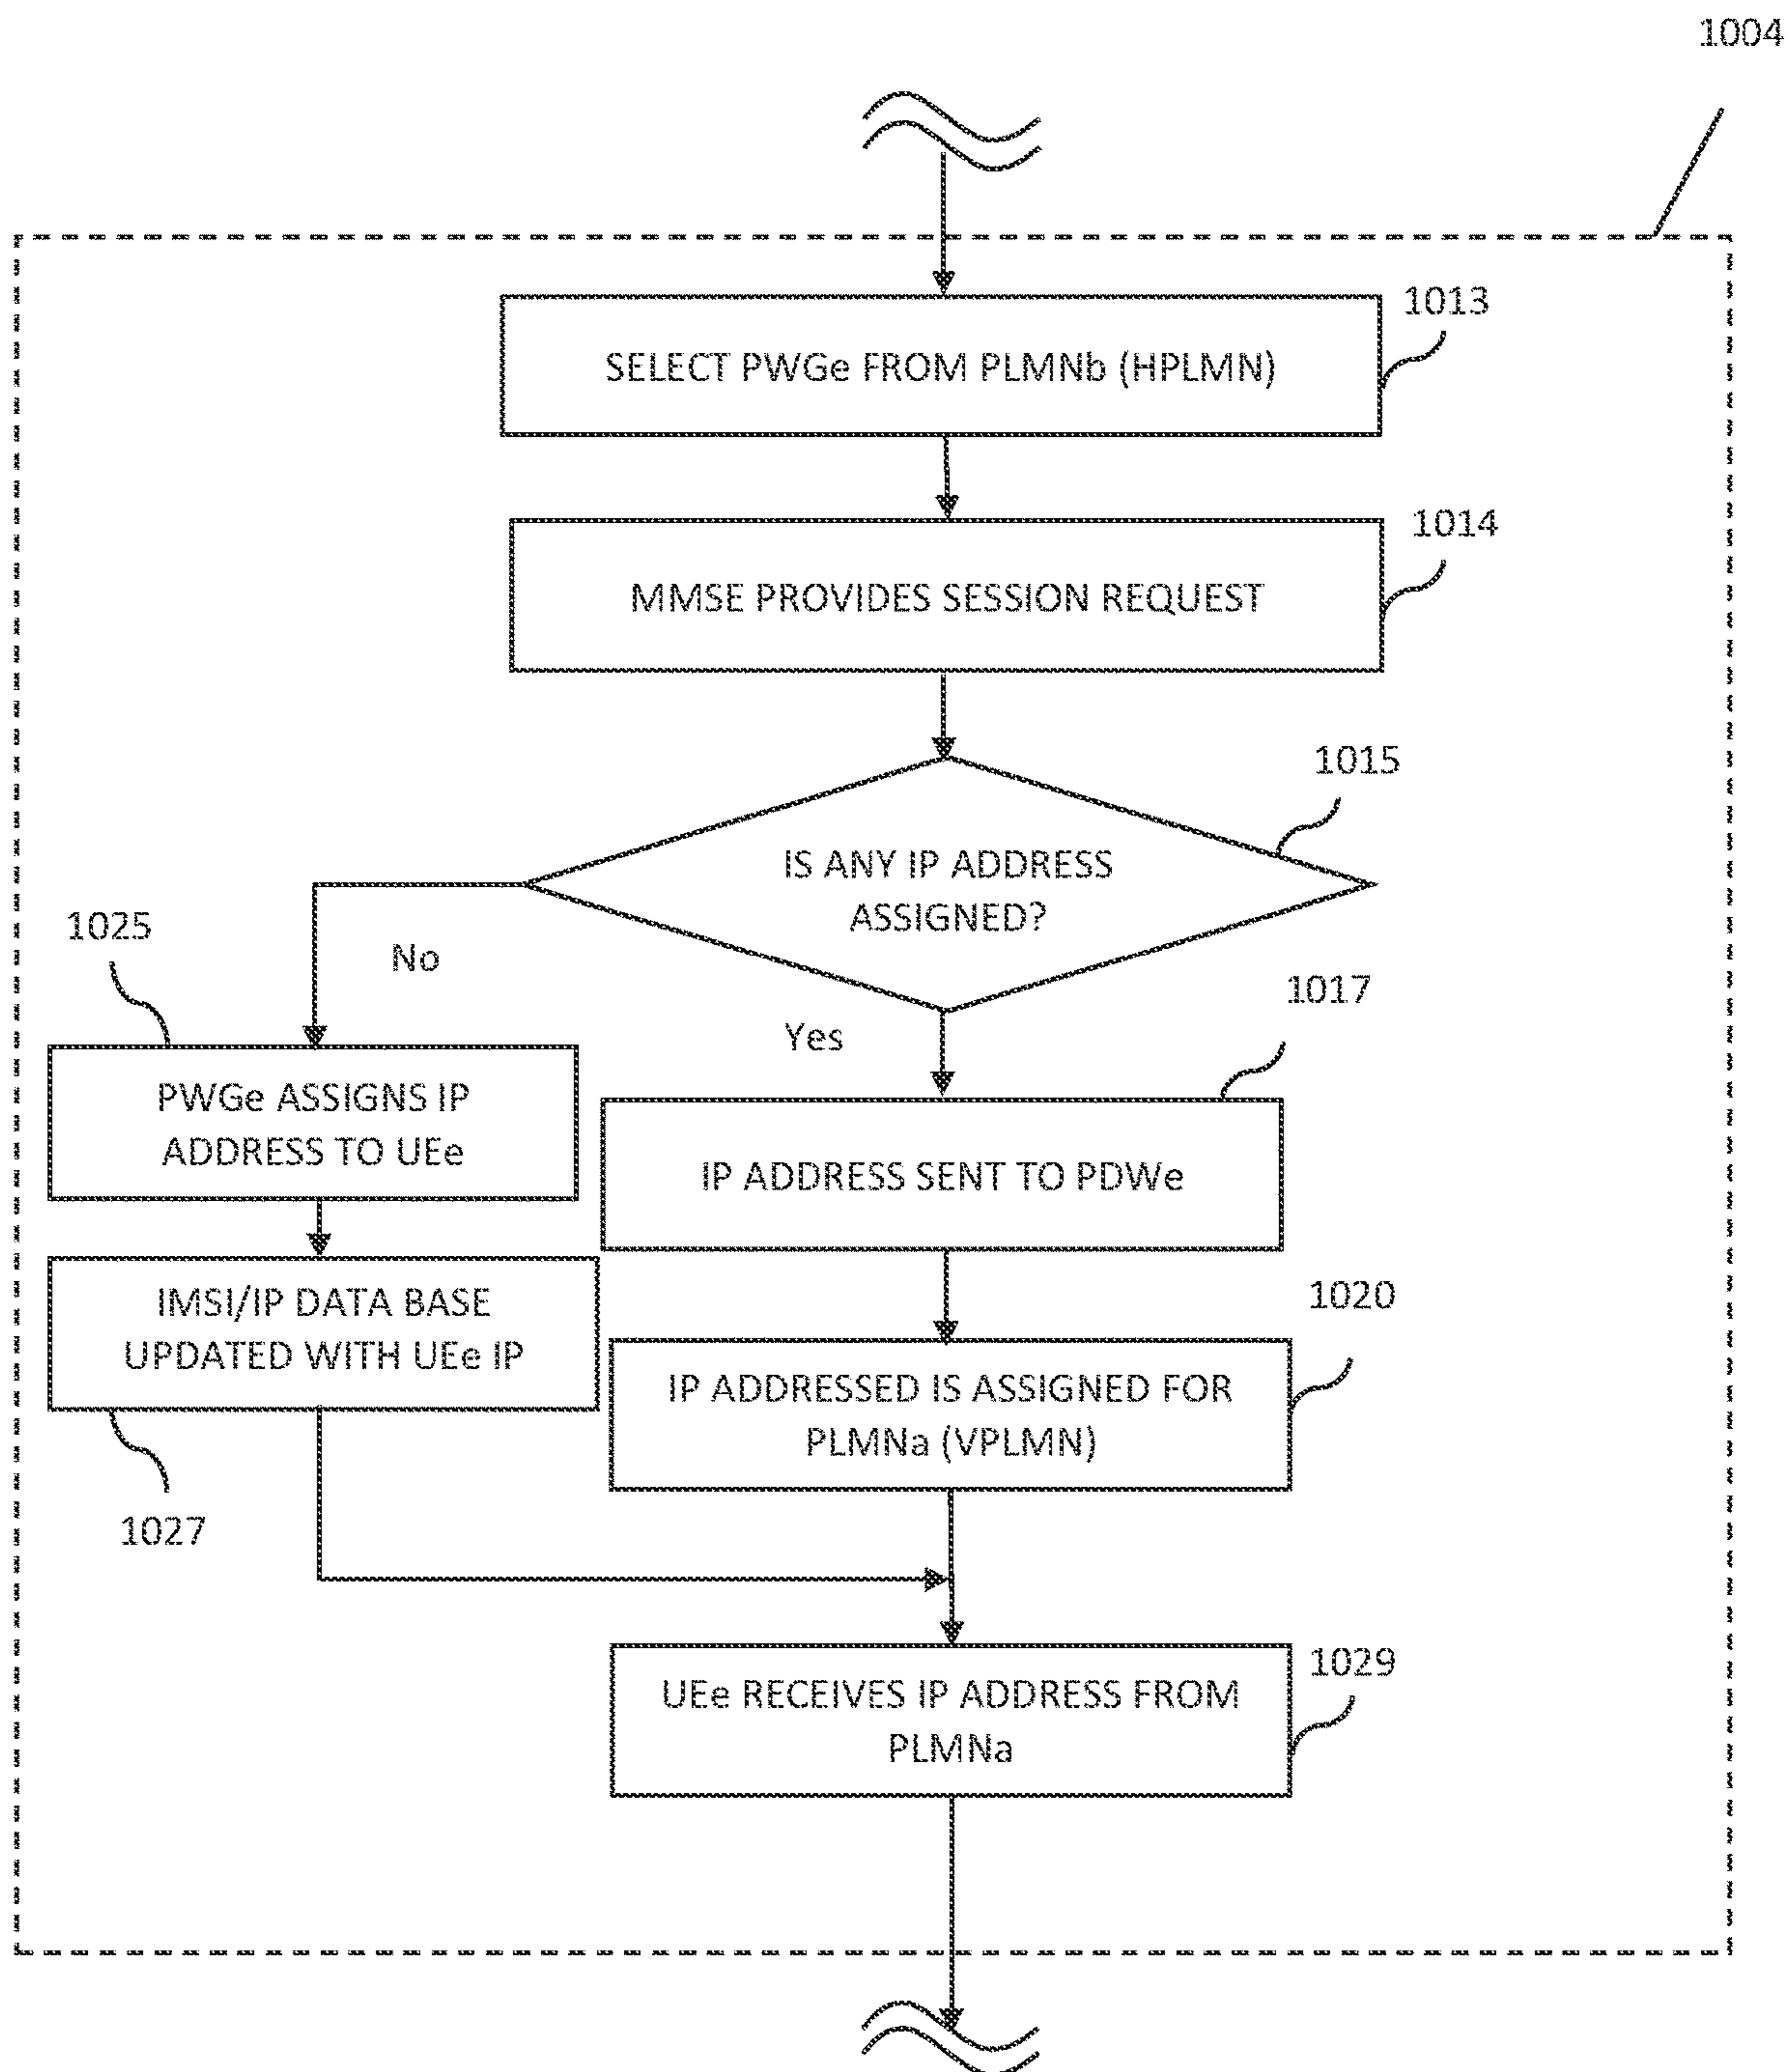 1004
1013
SELECT PWGe FROM PLMNb (HPLMN)
1014
MMSE PROVIDES SESSION REQUEST
1015
IS ANY IP ADDRESS
ASSIGNED?
1025
No
1017
Yes
PWGe ASSIGNS IP
ADDRESS TO UEe
IP ADDRESS SENT TO PDWe
1020
IMSI/IP DATA BASE
UPDATED WITH UEe IP
IP ADDRESSED IS ASSIGNED FOR
PLMNa (VPLMN)
1027
1029
UEe RECEIVES IP ADDRESS FROM
PLMNa